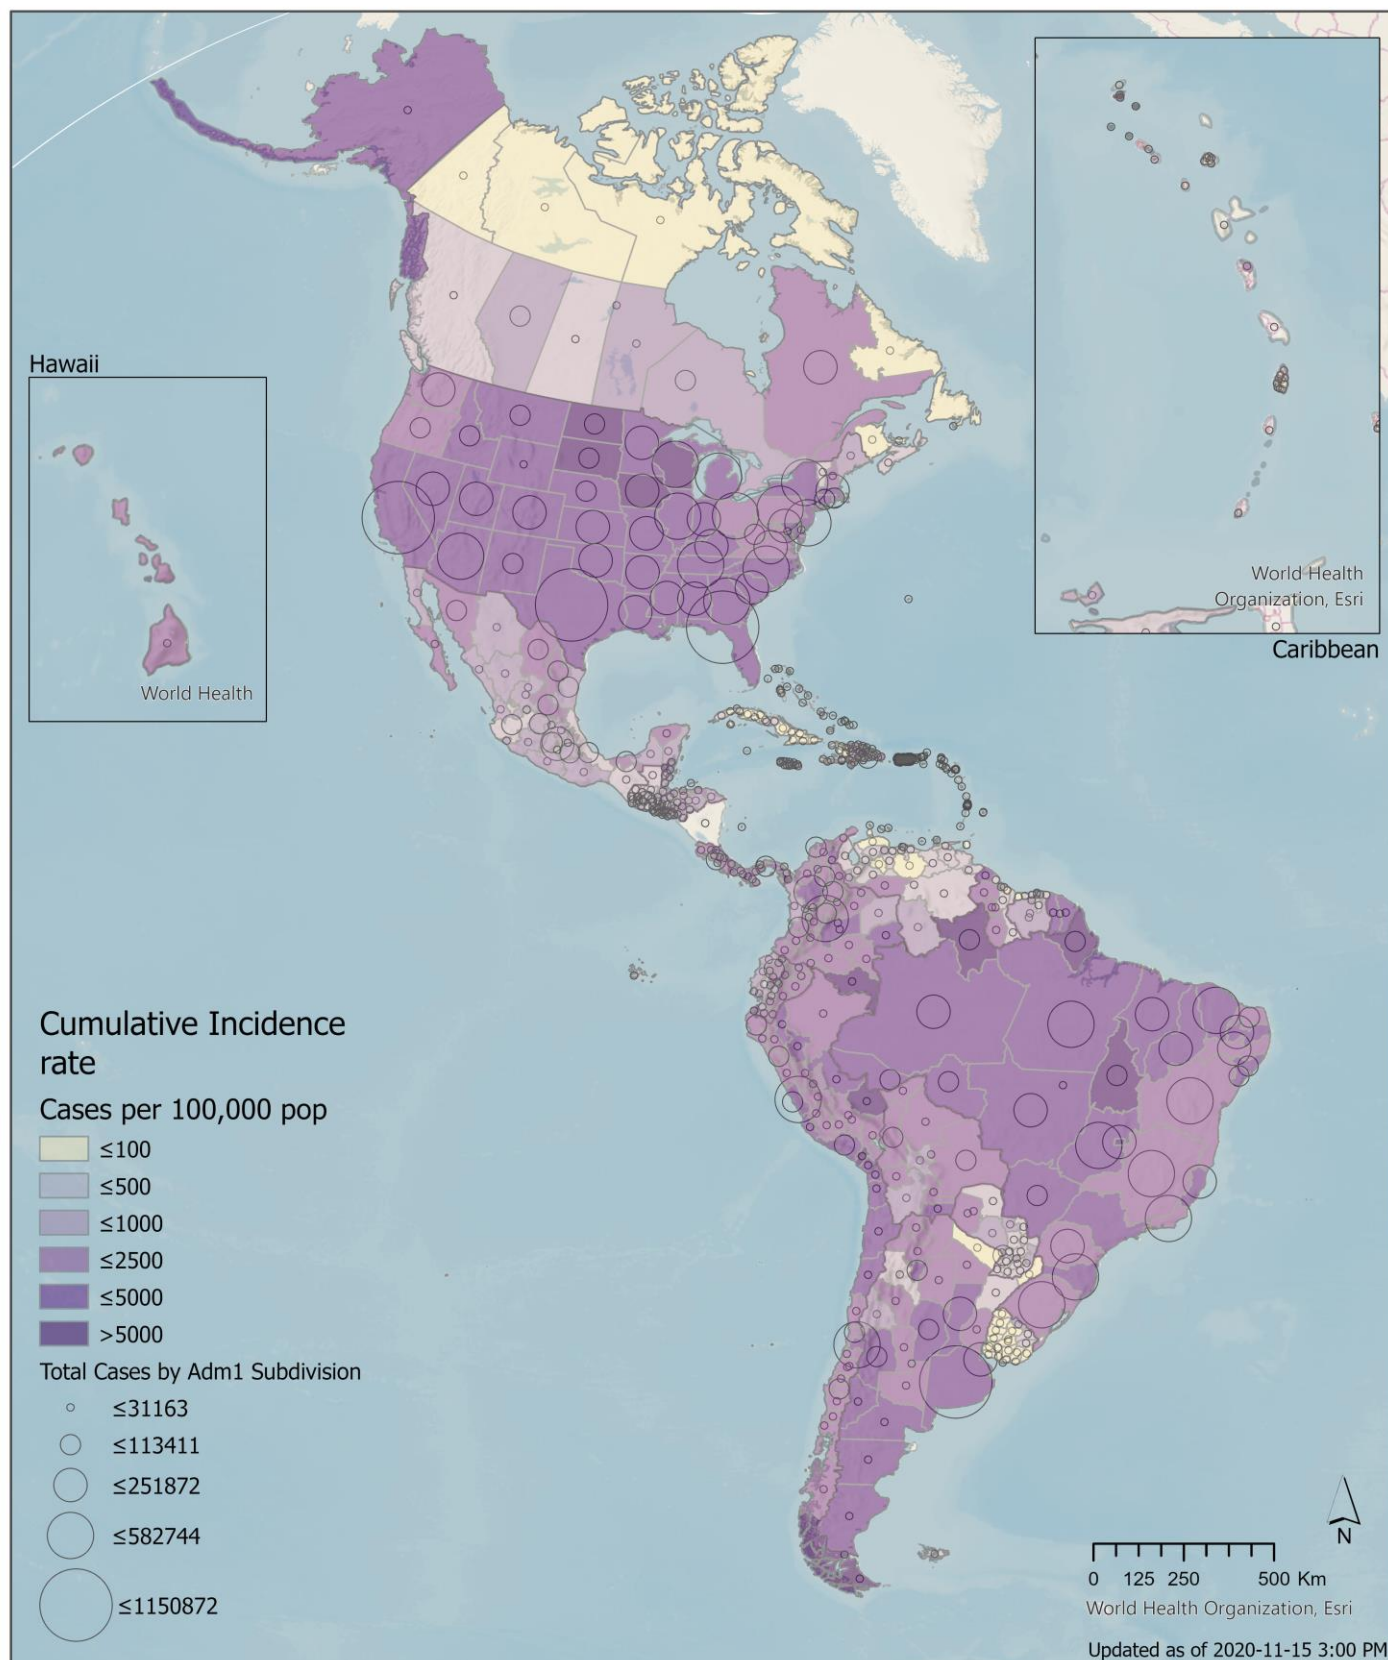 Hawaii
World Health
World Health
Organization, Esri
Caribbean
Cumulative Incidence
rate
Cases per 100,000 pop
≤100
≤500
≤1000
≤2500
≤5000
>5000
Total Cases by Adm1 Subdivision
≤31163
≤113411
≤251872
≤582744
≤1150872
N
0 125 250 500 Km
World Health Organization, Esri
Updated as of 2020-11-15 3:00 PM